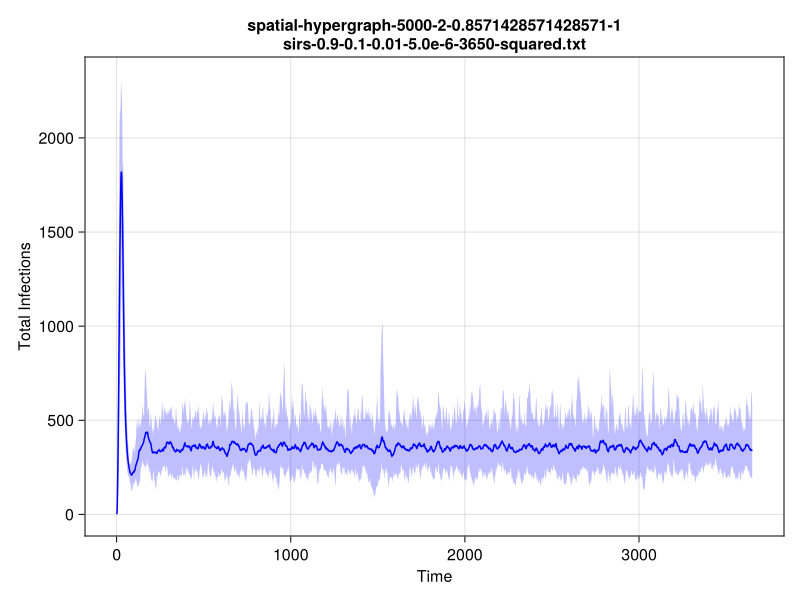 spatial-hypergraph-5000-2-0.8571428571428571-1
sirs-0.9-0.1-0.01-5.0e-6-3650-squared.txt
Total Infections
2000
1500
1000
500
0
0
1000
2000
3000
Time